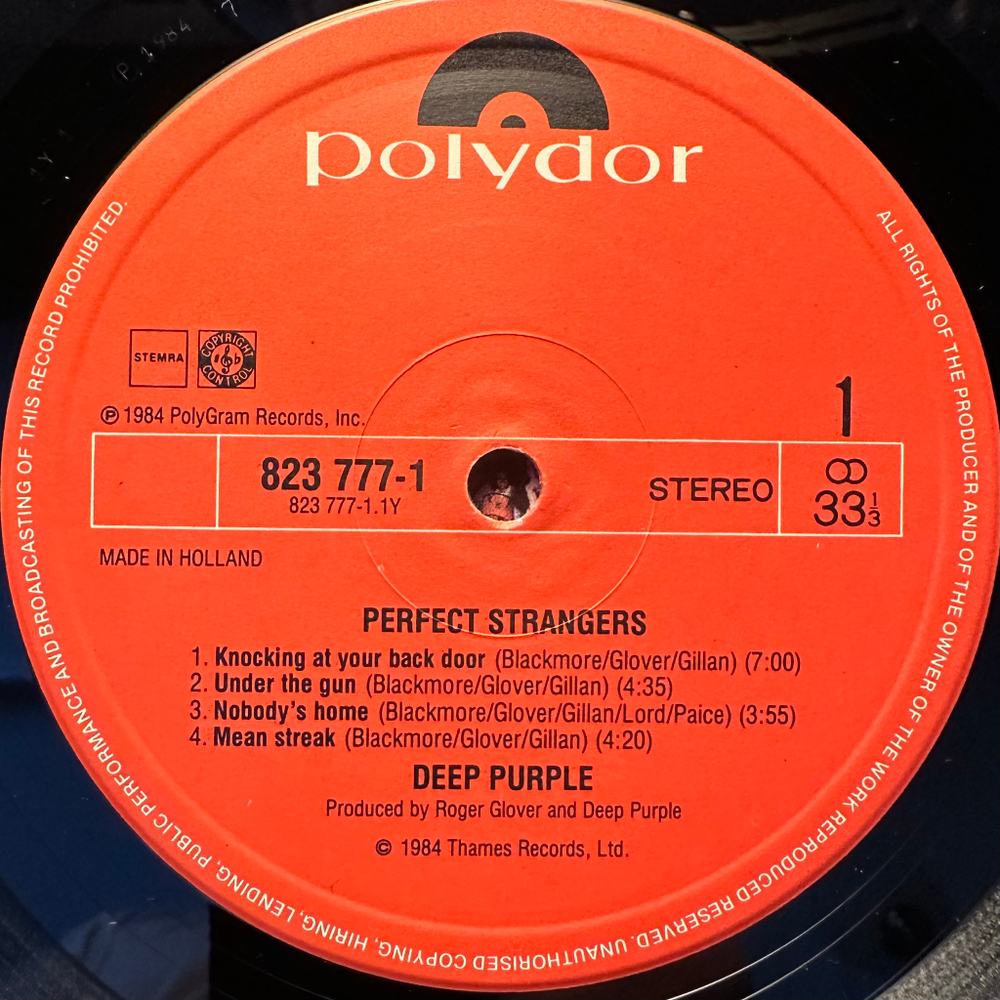 P. 1984
7
1Y
polydor
ALL RIGHTS OF THE PRODUCER AND OF THE OWNER OF THE WORK REPRODUCED RESERVED. UNAUTHORISED COPYING, HIRING, LENDING, PUBLIC PERFORMANCE AND BROADCASTING OF THIS RECORD PROHIBITED.
STEMRA
COPYRIGHT CONTROL
℗ 1984 PolyGram Records, Inc.
1
823 777-1
823 777-1.1Y
STEREO
33⅓
MADE IN HOLLAND
PERFECT STRANGERS
1. Knocking at your back door (Blackmore/Glover/Gillan) (7:00)
2. Under the gun (Blackmore/Glover/Gillan) (4:35)
3. Nobody's home (Blackmore/Glover/Gillan/Lord/Paice) (3:55)
4. Mean streak (Blackmore/Glover/Gillan) (4:20)
DEEP PURPLE
Produced by Roger Glover and Deep Purple
© 1984 Thames Records, Ltd.